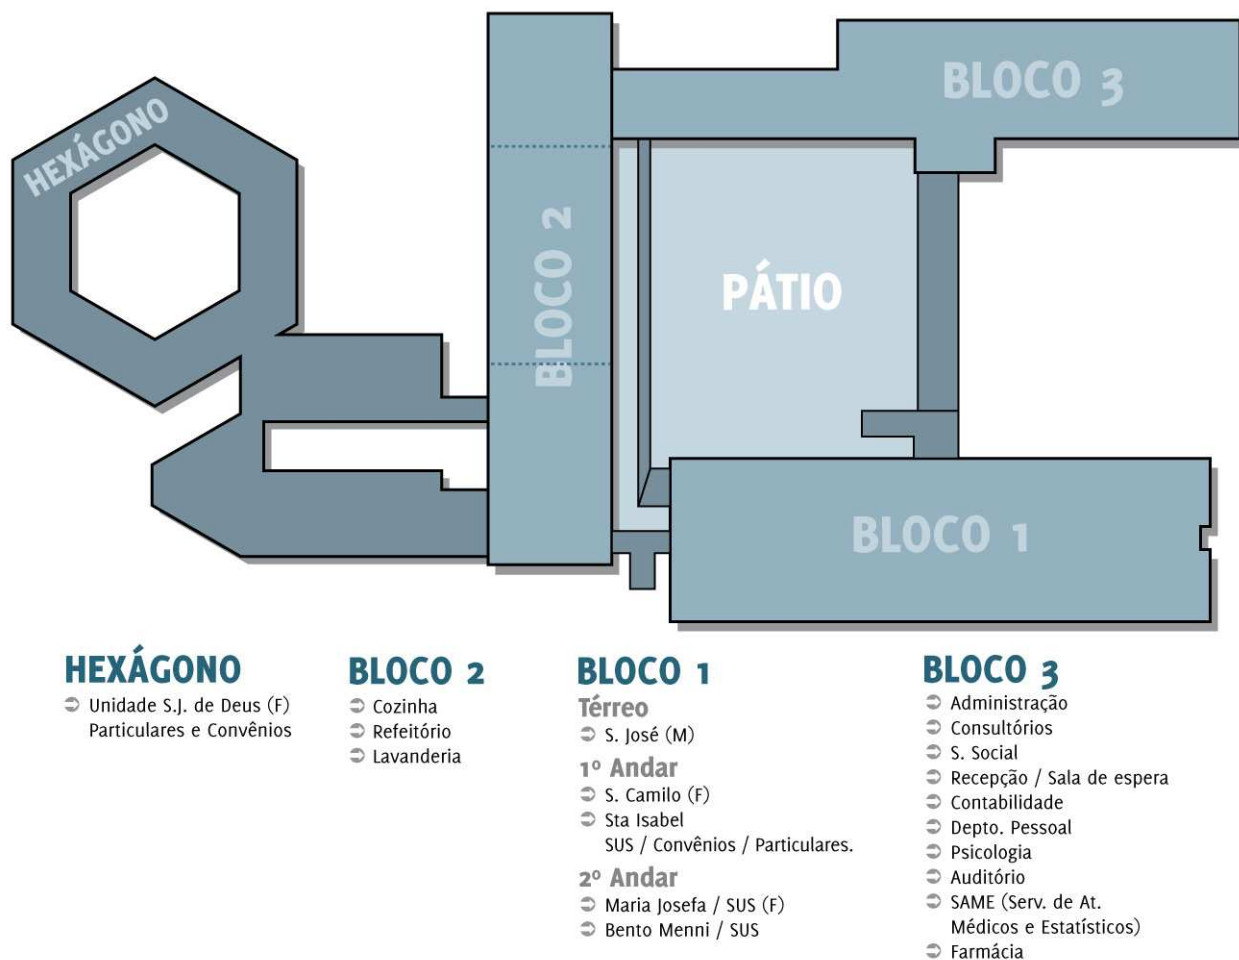 HEXÁGONO
BLOCO 2
BLOCO 3
PÁTIO
BLOCO 1
HEXÁGONO
Unidade S.J. de Deus (F)
Particulares e Convênios
BLOCO 2
Cozinha
Refeitório
Lavanderia
BLOCO 1
Térreo
S. José (M)
1º Andar
S. Camilo (F)
Sta Isabel
SUS / Convênios / Particulares.
2º Andar
Maria Josefa / SUS (F)
Bento Menni / SUS
BLOCO 3
Administração
Consultórios
S. Social
Recepção / Sala de espera
Contabilidade
Depto. Pessoal
Psicologia
Auditório
SAME (Serv. de At.
Médicos e Estatísticos)
Farmácia